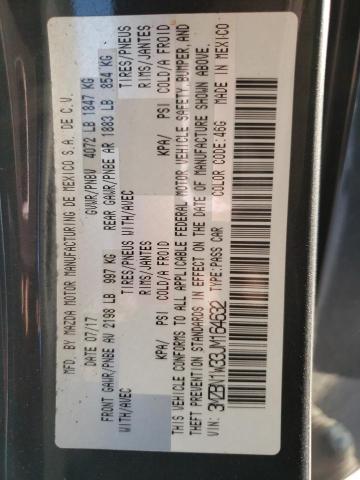 MFD. BY MAZDA MOTOR MANUFACTURING DE MEXICO S.A. DE C.V.
DATE 07/17 GVWR/PNBV 4072 LB 1847 KG
FRONT GAWR/PNBE AV 2198 LB 997 KG REAR GAWR/PNBE AR 1883 LB 854 KG
WITH/AVEC TIRES/PNEUS WITH/AVEC TIRES/PNEUS
RIMS/JANTES RIMS/JANTES
KPA/ PSI COLD/A FROID KPA/ PSI COLD/A FROID
THIS VEHICLE CONFORMS TO ALL APPLICABLE FEDERAL MOTOR VEHICLE SAFETY, BUMPER, AND
THEFT PREVENTION STANDARDS IN EFFECT ON THE DATE OF MANUFACTURE SHOWN ABOVE.
VIN: 3MZBN1W33JM164632 TYPE:PASS CAR COLOR CODE:46G MADE IN MEXICO